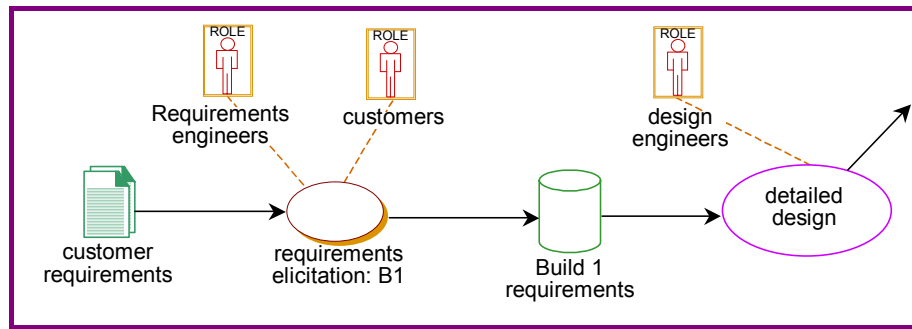 ROLE
Requirements
engineers
ROLE
customers
ROLE
design
engineers
customer
requirements
requirements
elicitation: B1
Build 1
requirements
detailed
design